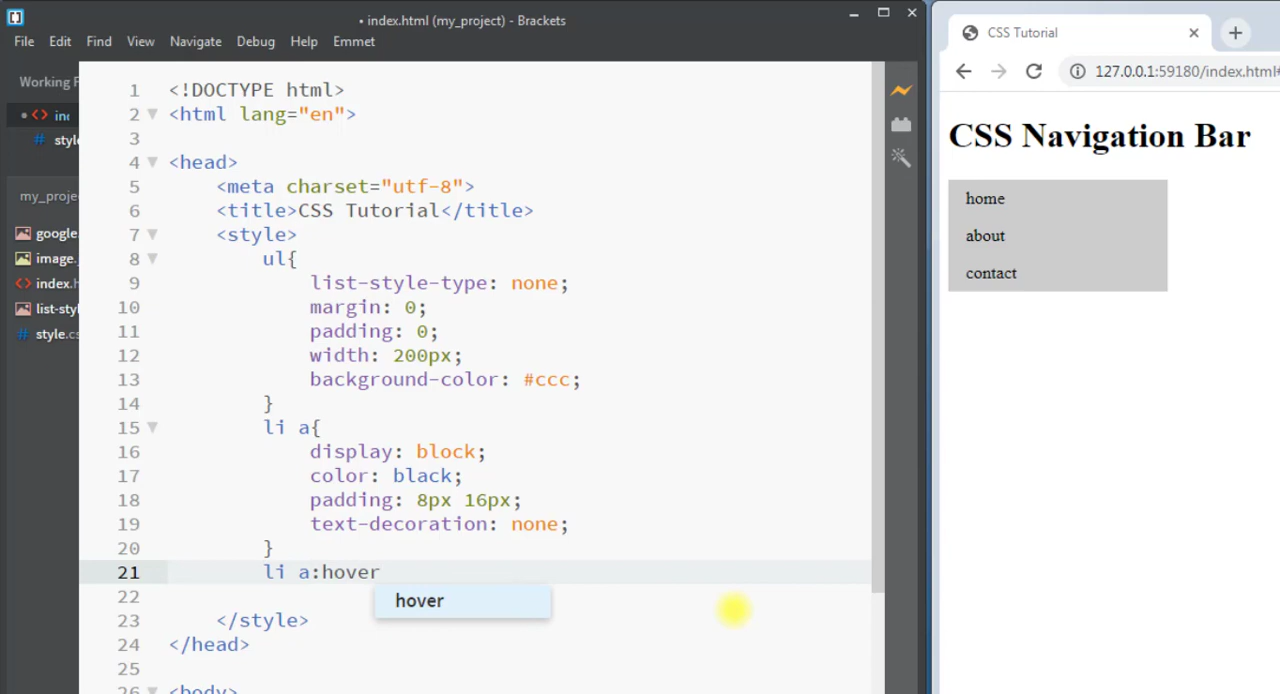 • index.html (my_project) - Brackets
File Edit Find View Navigate Debug Help Emmet
Working F
<> inc
# style
my_proje
google.
image.
<> index.h
list-styl
# style.cs
1 <!DOCTYPE html>
2 <html lang="en">
3
4 <head>
5 <meta charset="utf-8">
6 <title>CSS Tutorial</title>
7 <style>
8 ul{
9 list-style-type: none;
10 margin: 0;
11 padding: 0;
12 width: 200px;
13 background-color: #ccc;
14 }
15 li a{
16 display: block;
17 color: black;
18 padding: 8px 16px;
19 text-decoration: none;
20 }
21 li a:hover
hover
22
23 </style>
24 </head>
25
26 <body>
CSS Tutorial
127.0.0.1:59180/index.html
CSS Navigation Bar
home
about
contact